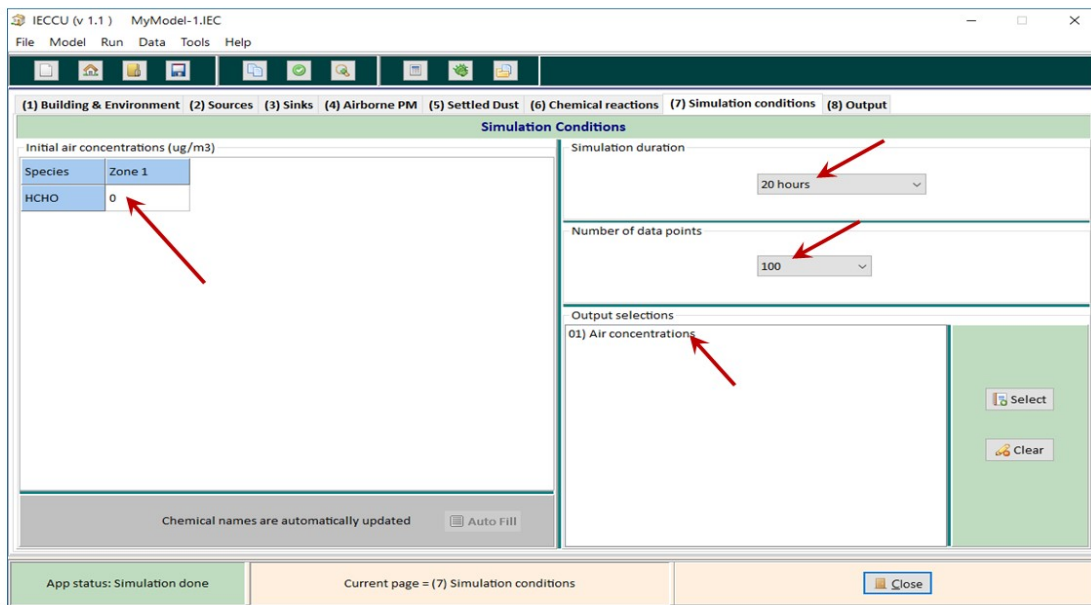 IECCU (v 1.1) MyModel-1.IEC
File Model Run Data Tools Help
(1) Building & Environment (2) Sources (3) Sinks (4) Airborne PM (5) Settled Dust (6) Chemical reactions (7) Simulation conditions (8) Output
Simulation Conditions
Initial air concentrations (ug/m3)
Species Zone 1
HCHO 0
Chemical names are automatically updated Auto Fill
Simulation duration
20 hours
Number of data points
100
Output selections
01) Air concentrations
Select
Clear
App status: Simulation done Current page = (7) Simulation conditions Close